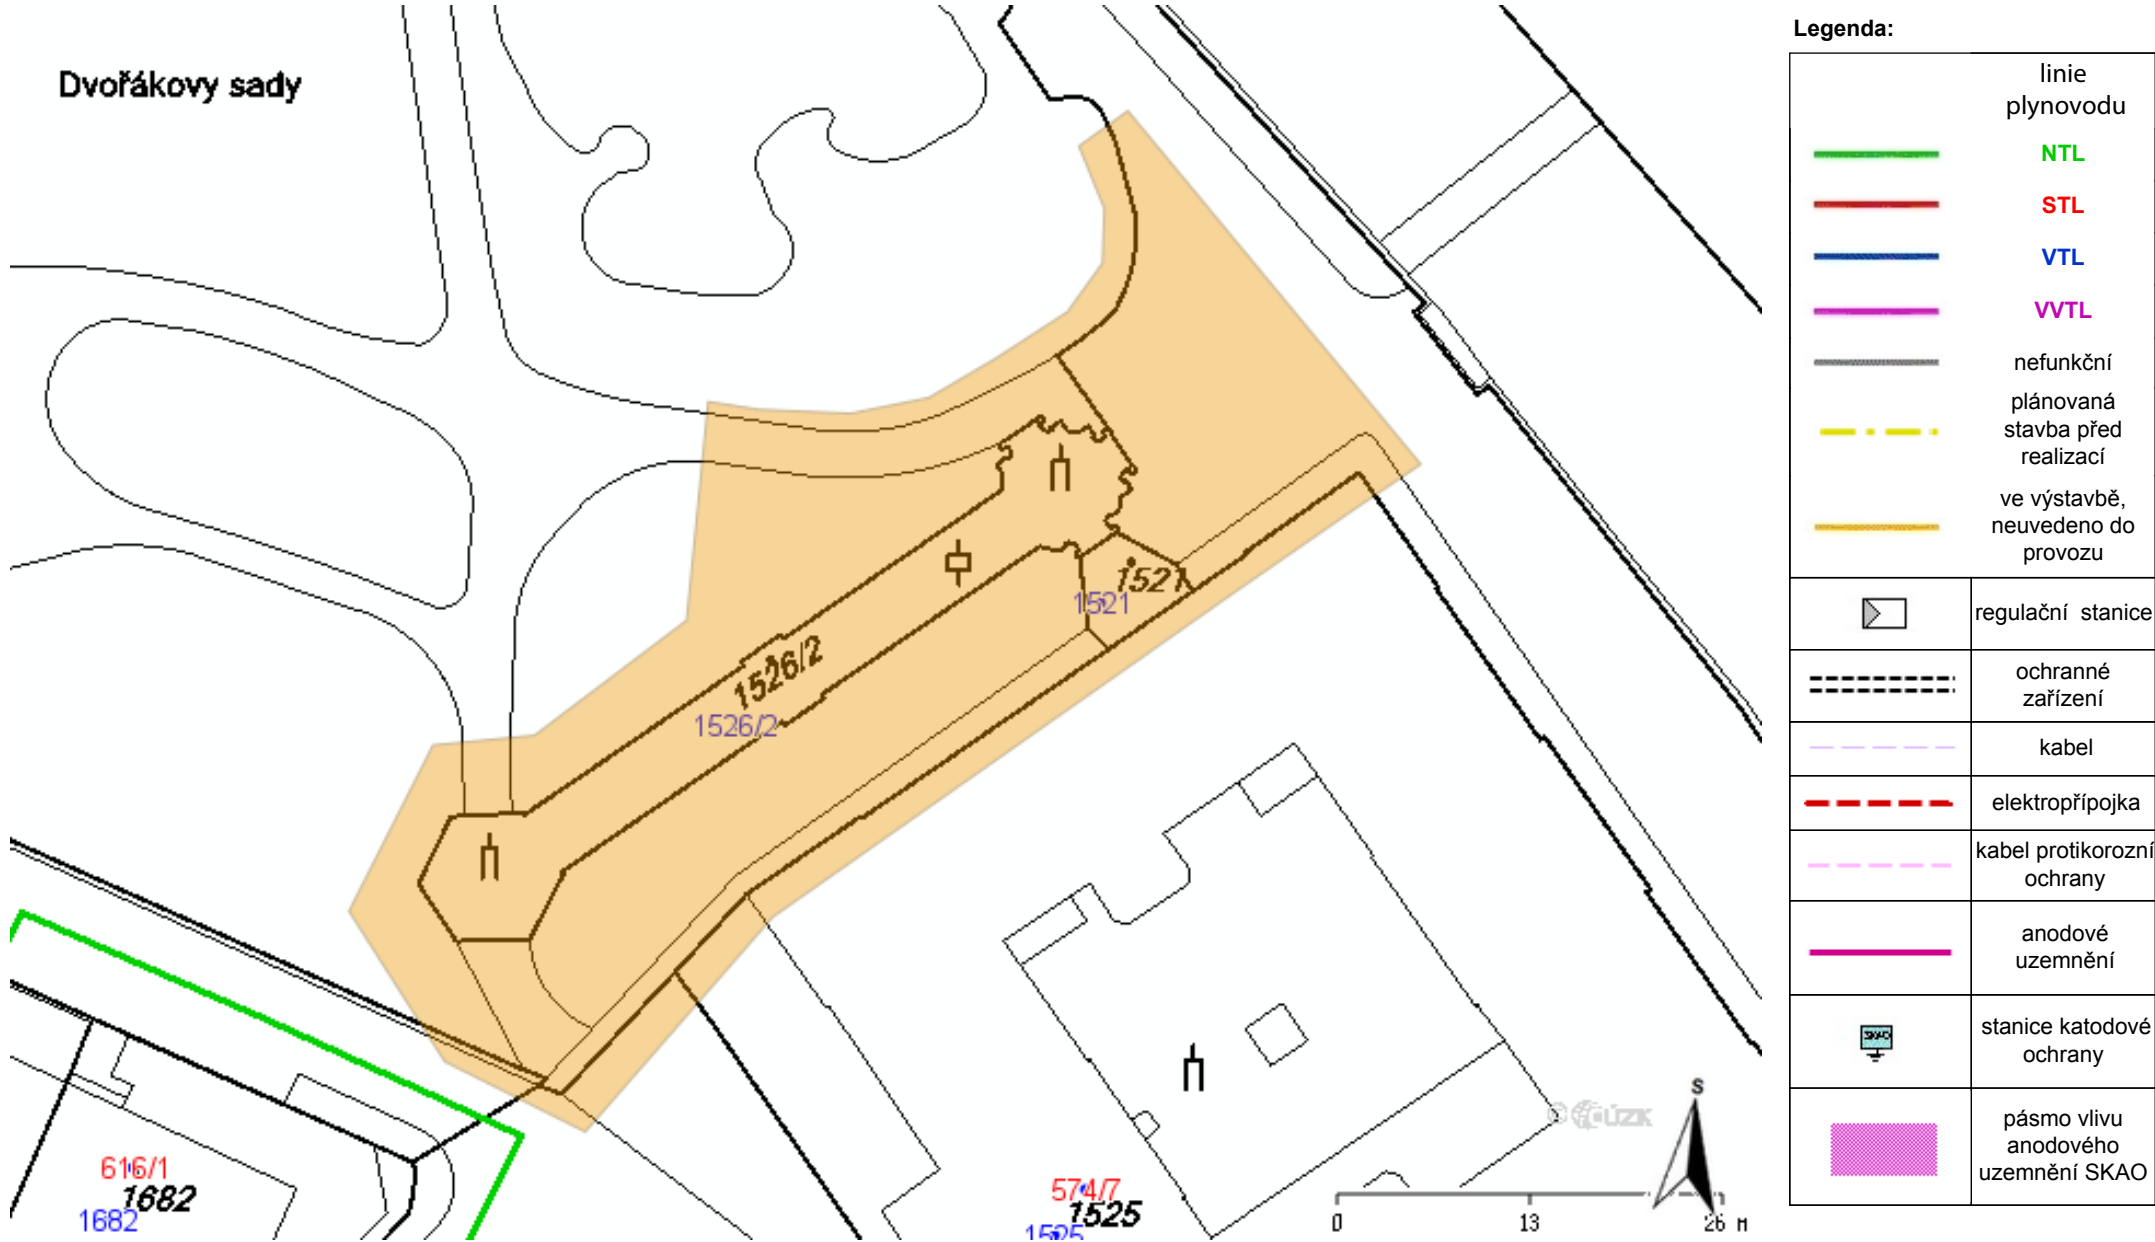 Dvořákovy sady
1521
1521
1526/2
1526/2
616/1
1682
1682
574/7
1525
1525
0 13 26 M
S
Legenda:
linie
plynovodu
NTL
STL
VTL
VVTL
nefunkční
plánovaná
stavba před
realizací
ve výstavbě,
neuvedeno do
provozu
regulační stanice
ochranné
zařízení
kabel
elektropřípojka
kabel protikorozní
ochrany
anodové
uzemnění
SKAO
stanice katodové
ochrany
pásmo vlivu
anodového
uzemnění SKAO